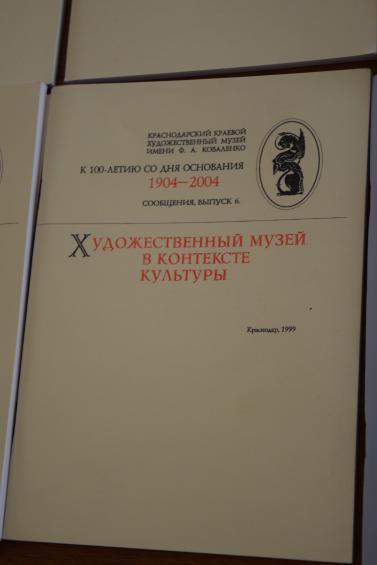 КРАСНОДАРСКИЙ КРАЕВОЙ
ХУДОЖЕСТВЕННЫЙ МУЗЕЙ
ИМЕНИ Ф. А. КОВАЛЕНКО
К 100-ЛЕТИЮ СО ДНЯ ОСНОВАНИЯ
1904—2004
СООБЩЕНИЯ, ВЫПУСК 6.
ХУДОЖЕСТВЕННЫЙ МУЗЕЙ
В КОНТЕКСТЕ
КУЛЬТУРЫ
Краснодар, 1999